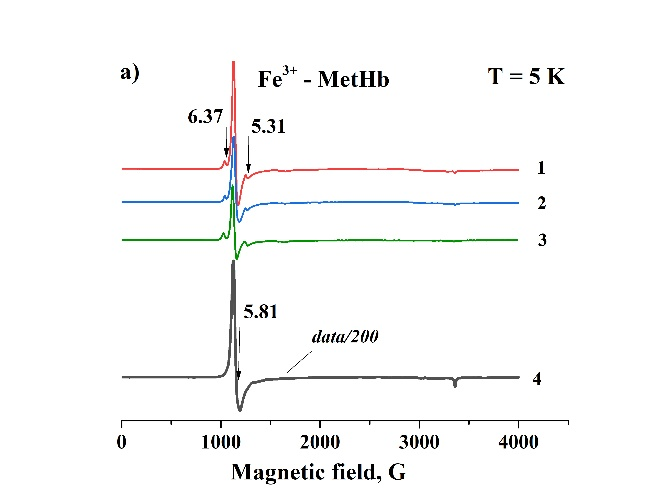 a)
Fe³⁺ - MetHb
T = 5 K
6.37
5.31
1
2
3
5.81
data/200
4
0 1000 2000 3000 4000
Magnetic field, G